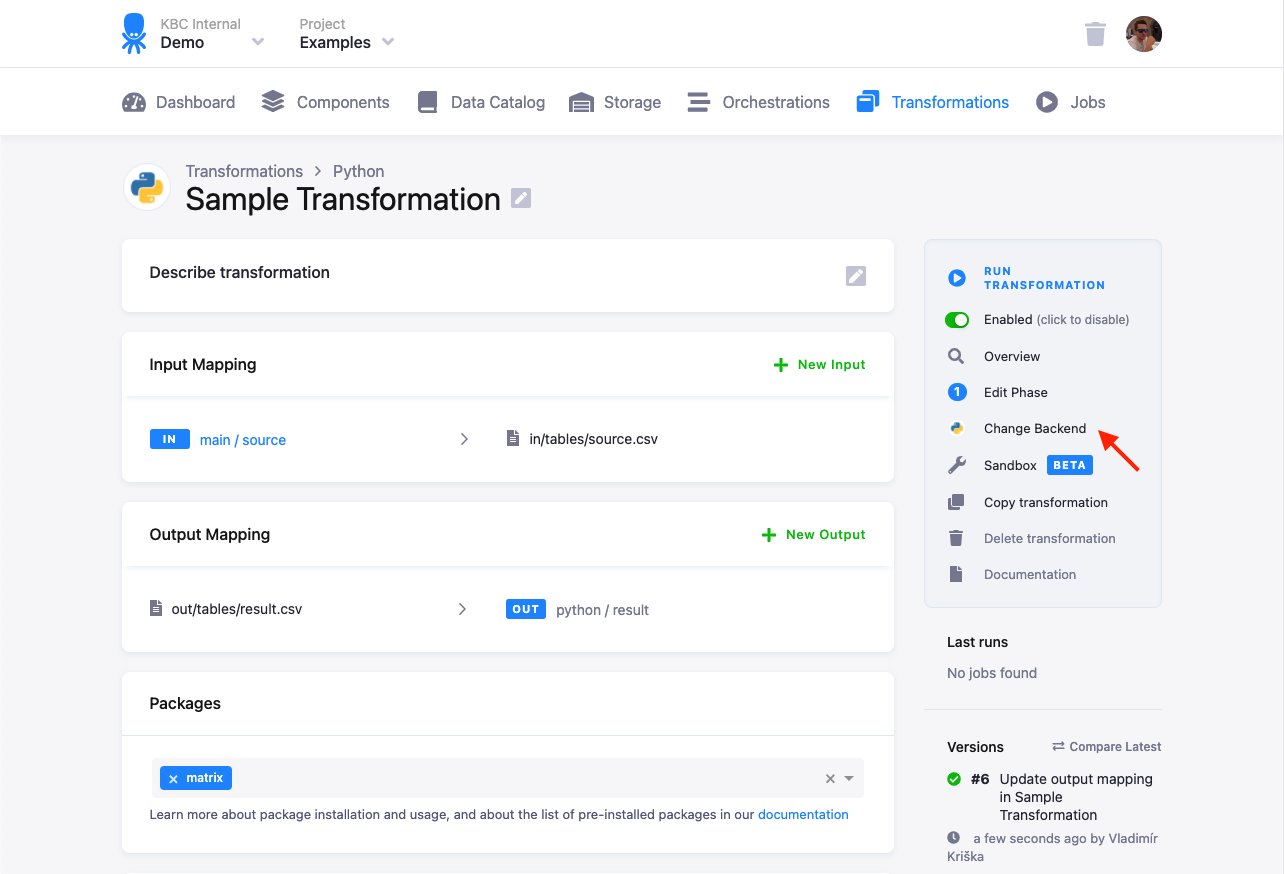 KBC Internal
Demo
Project
Examples
Dashboard
Components
Data Catalog
Storage
Orchestrations
Transformations
Jobs
Transformations > Python
Sample Transformation
Describe transformation
Input Mapping
New Input
IN main / source > in/tables/source.csv
Output Mapping
New Output
out/tables/result.csv > OUT python / result
Packages
× matrix
Learn more about package installation and usage, and about the list of pre-installed packages in our documentation
RUN
TRANSFORMATION
Enabled (click to disable)
Overview
1 Edit Phase
Change Backend
Sandbox BETA
Copy transformation
Delete transformation
Documentation
Last runs
No jobs found
Versions
Compare Latest
#6 Update output mapping
in Sample
Transformation
a few seconds ago by Vladimír
Kriška